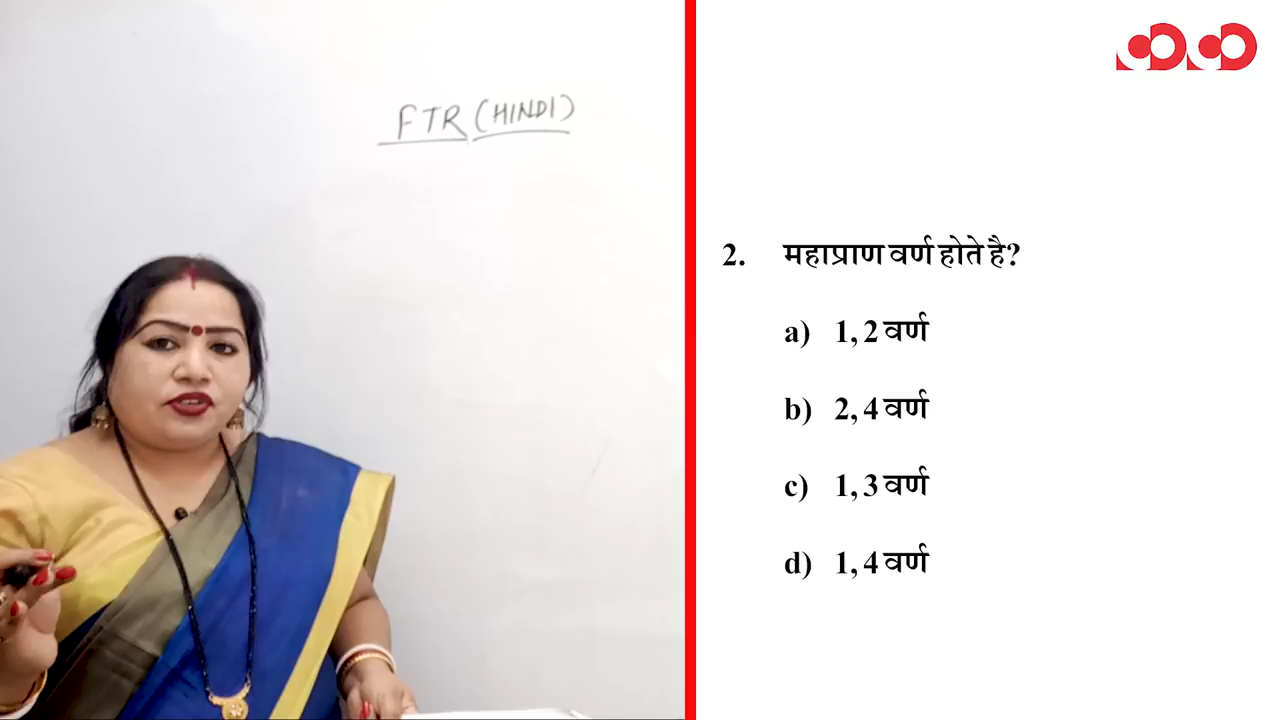 FTR (HINDI)
2. महाप्राण वर्ण होते है?
a) 1, 2 वर्ण
b) 2, 4 वर्ण
c) 1, 3 वर्ण
d) 1, 4 वर्ण